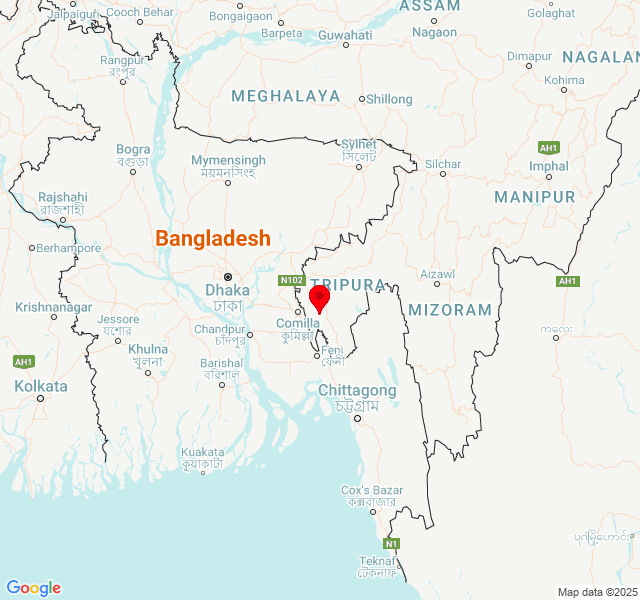 Jalpaiguri
Cooch Behar
Bongaigaon
ASSAM
Golaghat
Barpeta
Guwahati
Nagaon
Dimapur
NAGALAN
Rangpur
রংপুর
Kohima
MEGHALAYA
Shillong
Bogra
বগুড়া
Mymensingh
ময়মনসিংহ
Sylhet
সিলেট
Silchar
AH1
Imphal
Rajshahi
রাজশাহী
MANIPUR
Berhampore
Bangladesh
Dhaka
ঢাকা
N102
TRIPURA
Aizawl
AH1
Krishnanagar
Jessore
যশোর
Comilla
কুমিল্লা
MIZORAM
Chandpur
চাঁদপুর
Khulna
খুলনা
Feni
ফেনী
AH1
Kolkata
Barishal
বরিশাল
Chittagong
চট্টগ্রাম
Kuakata
কুয়াকাটা
Cox's Bazar
কক্সবাজার
N1
Teknaf
টেকনাফ
Google
Map data ©2025